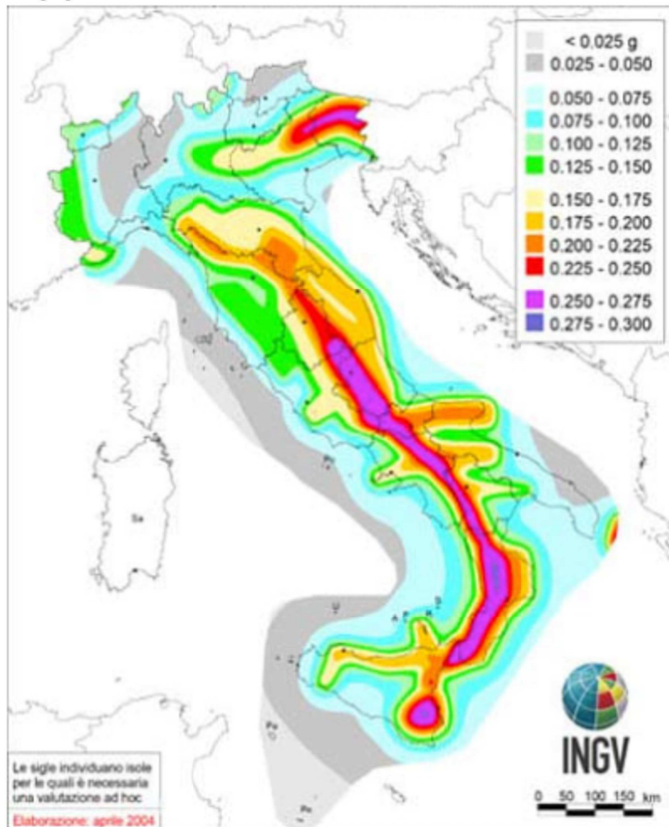 < 0.025 g
0.025 - 0.050
0.050 - 0.075
0.075 - 0.100
0.100 - 0.125
0.125 - 0.150
0.150 - 0.175
0.175 - 0.200
0.200 - 0.225
0.225 - 0.250
0.250 - 0.275
0.275 - 0.300
Sa
U
Pe
INGV
0 50 100 150 km
Le sigle individuano isole
per le quali è necessaria
una valutazione ad hoc
Elaborazione: aprile 2004